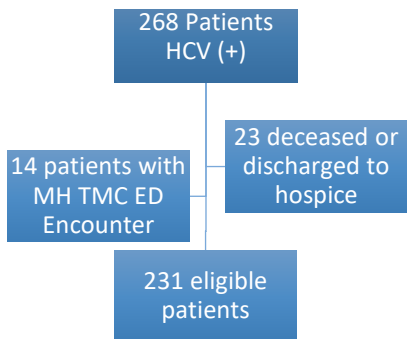 268 Patients
HCV (+)
23 deceased or
discharged to
hospice
14 patients with
MH TMC ED
Encounter
231 eligible
patients